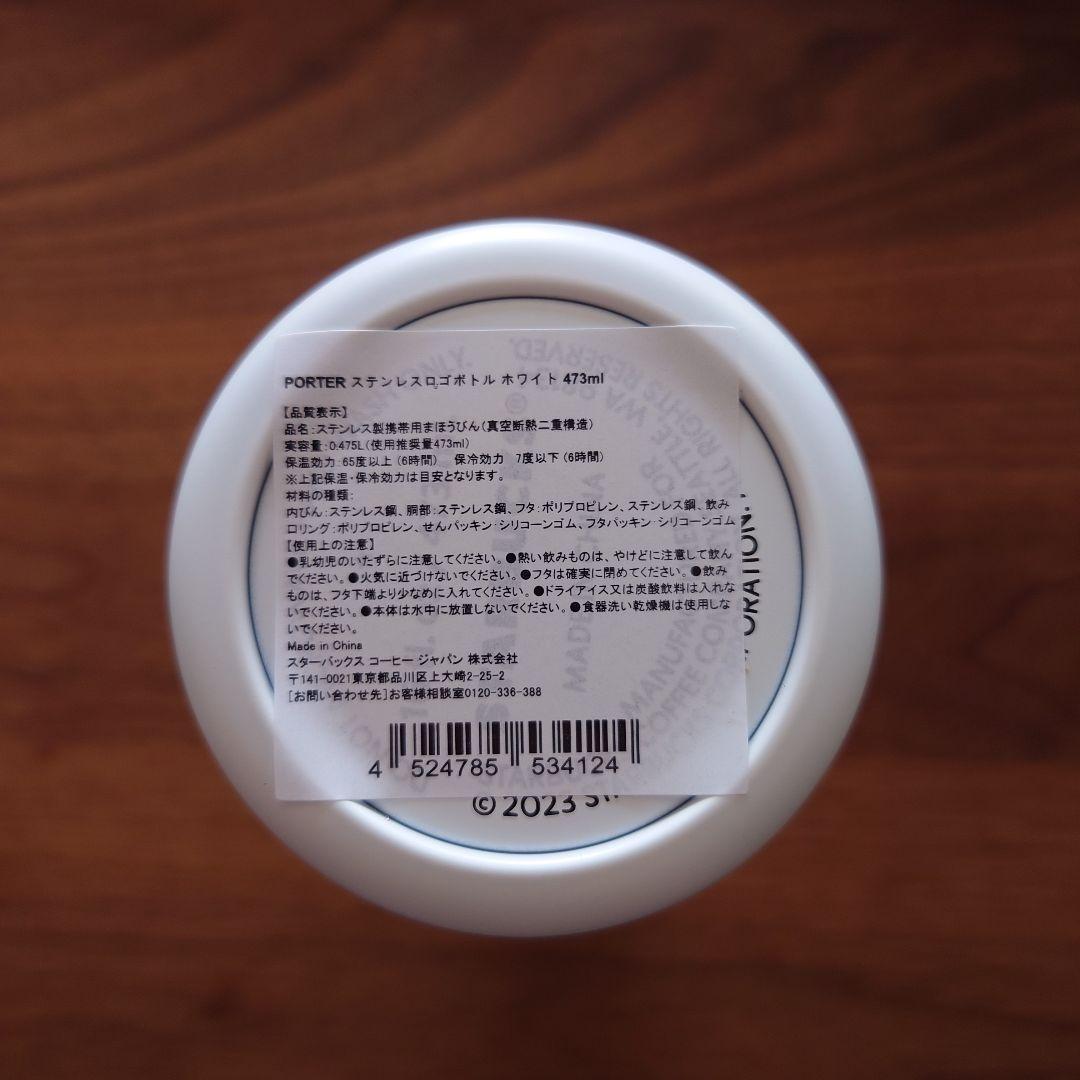 PORTER ステンレスロゴボトル ホワイト 473ml
【品質表示】
品名:ステンレス製携帯用まほうびん(真空断熱二重構造)
実容量:0.475L(使用推奨量473ml)
保温効力:65度以上(6時間) 保冷効力 7度以下(6時間)
※上記保温・保冷効力は目安となります。
材料の種類:
内びん:ステンレス鋼、胴部:ステンレス鋼、フタ:ポリプロピレン、ステンレス鋼、飲み
口リング:ポリプロピレン、せんパッキン・シリコーンゴム、フタパッキン・シリコーンゴム
【使用上の注意】
●乳幼児のいたずらに注意してください。●熱い飲みものは、やけどに注意して飲ん
でください。●火気に近づけないでください。●フタは確実に閉めてください。●飲み
ものは、フタ下端より少なめに入れてください。●ドライアイス又は炭酸飲料は入れな
いでください。●本体は水中に放置しないでください。●食器洗い乾燥機は使用しな
いでください。
Made in China
スターバックス コーヒー ジャパン 株式会社
〒141-0021東京都品川区上大崎2-25-2
[お問い合わせ先]お客様相談室0120-336-388
4 524785 534124
© 2023
ORATION.
MADE
CHINA
MANUFA
ALL RIGHTS RESERVED.